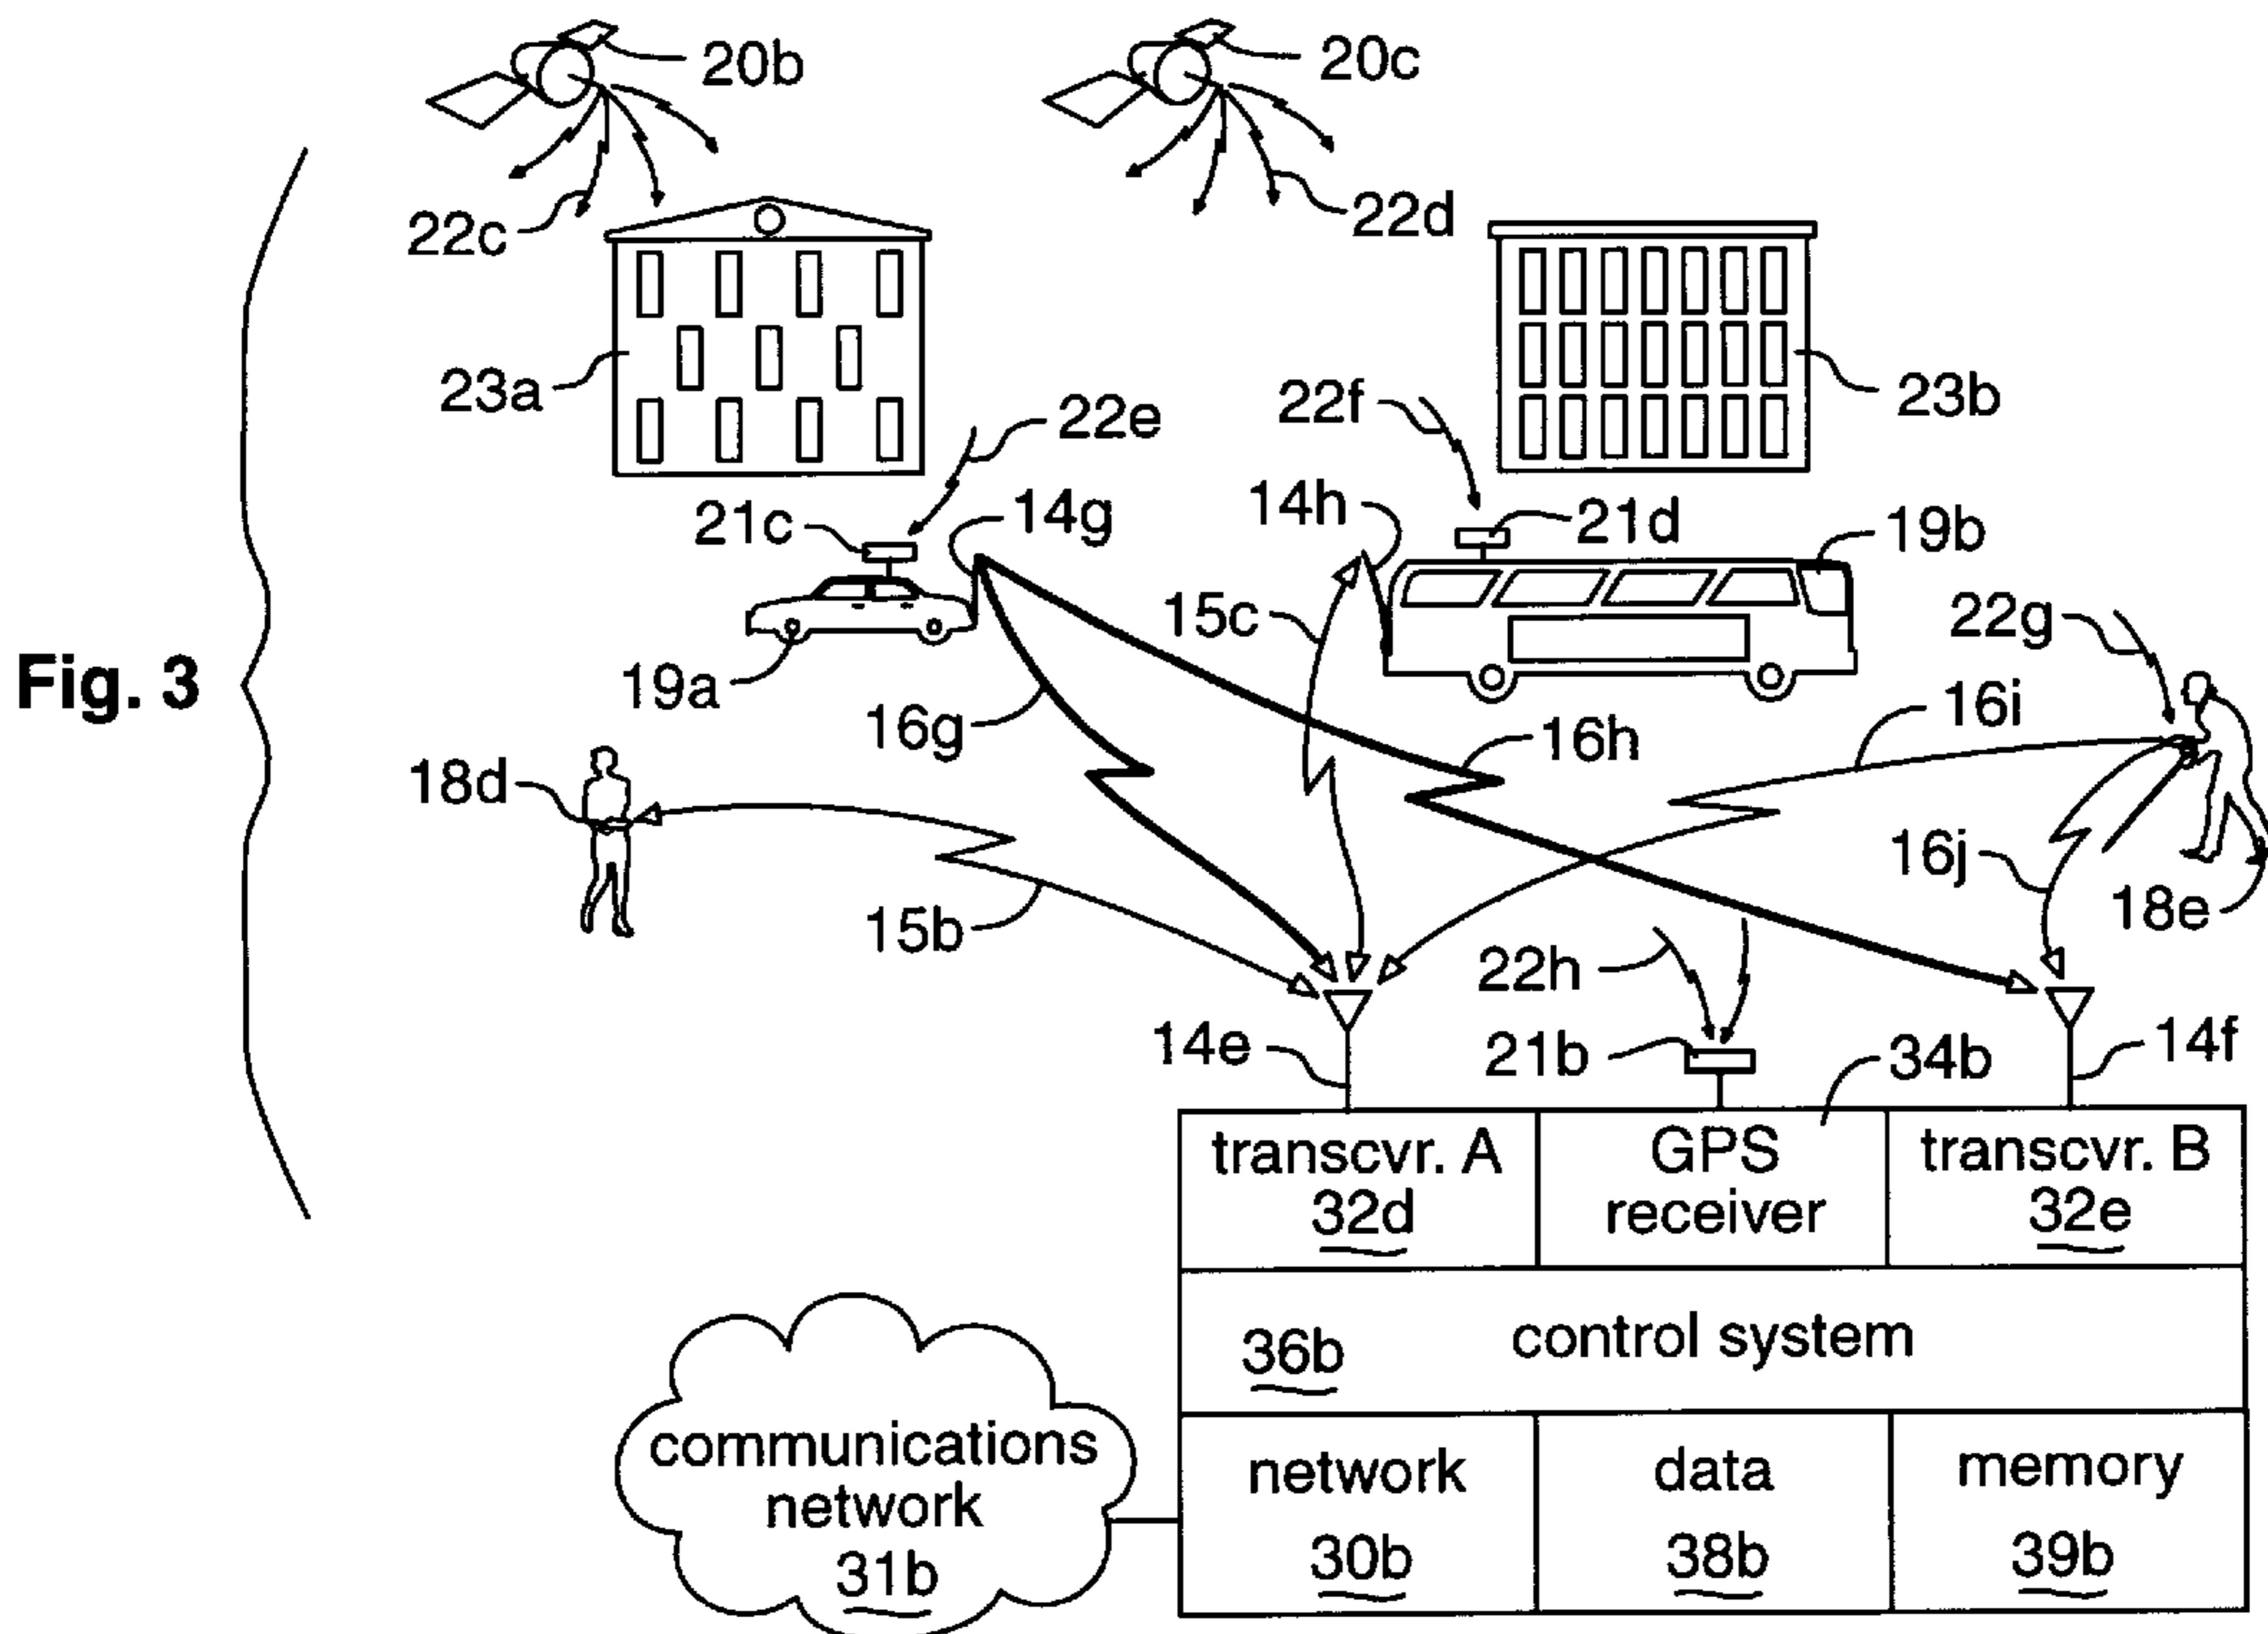 20b
20c
22c
22d
23a
22e
22f
23b
21c
14g
14h
21d
19b
15c
22g
Fig. 3
19a
16g
16h
16i
18d
16j
18e
15b
22h
14e
21b
34b
14f
transcvr. A
32d
GPS
receiver
transcvr. B
32e
36b
control system
communications
network
31b
network
30b
data
38b
memory
39b